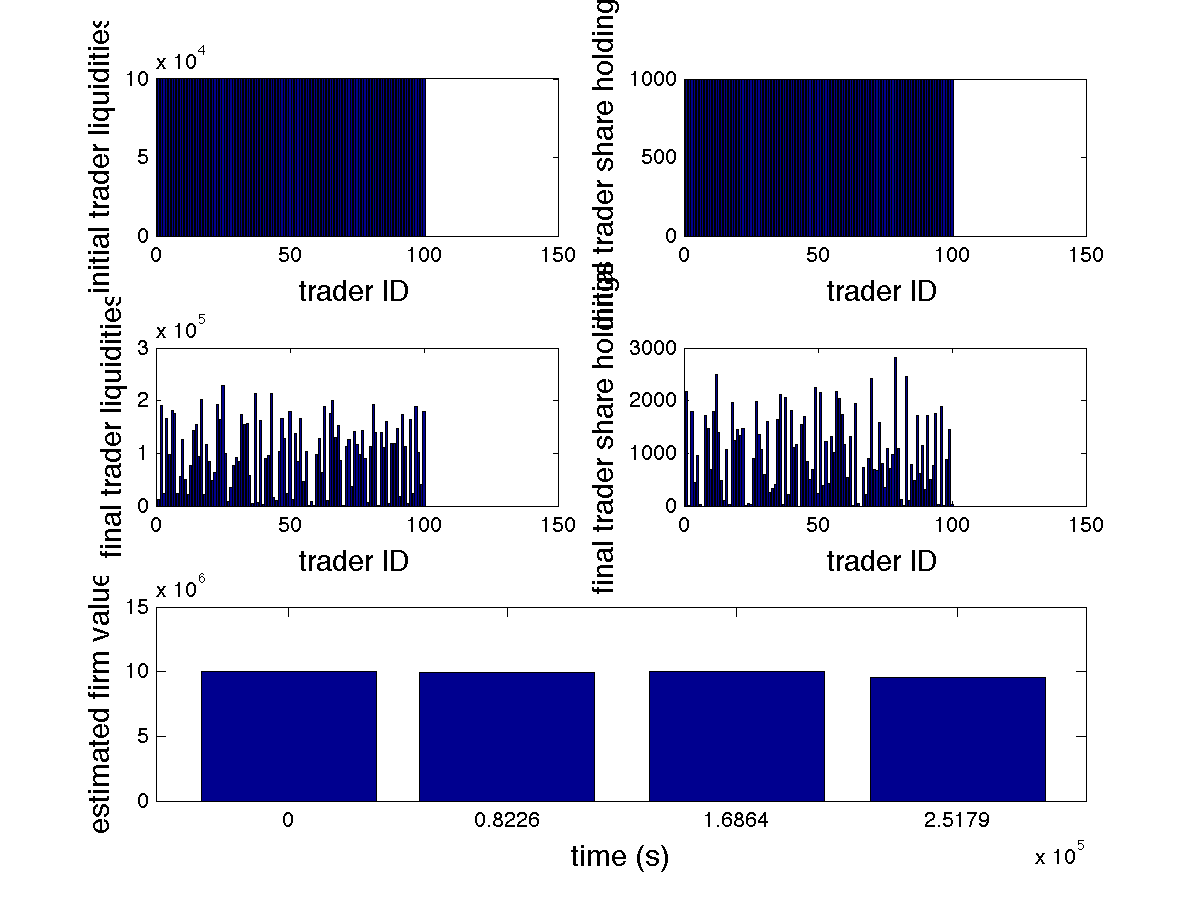 x 10^4
initial trader liquidities
10
5
0
0 50 100 150
trader ID
trader share holding
1000
500
0
0 50 100 150
trader ID
x 10^5
final trader liquidities
3
2
1
0
0 50 100 150
trader ID
final trader share holdings
3000
2000
1000
0
0 50 100 150
trader ID
x 10^6
estimated firm value
15
10
5
0
0 0.8226 1.6864 2.5179
time (s)
x 10^5